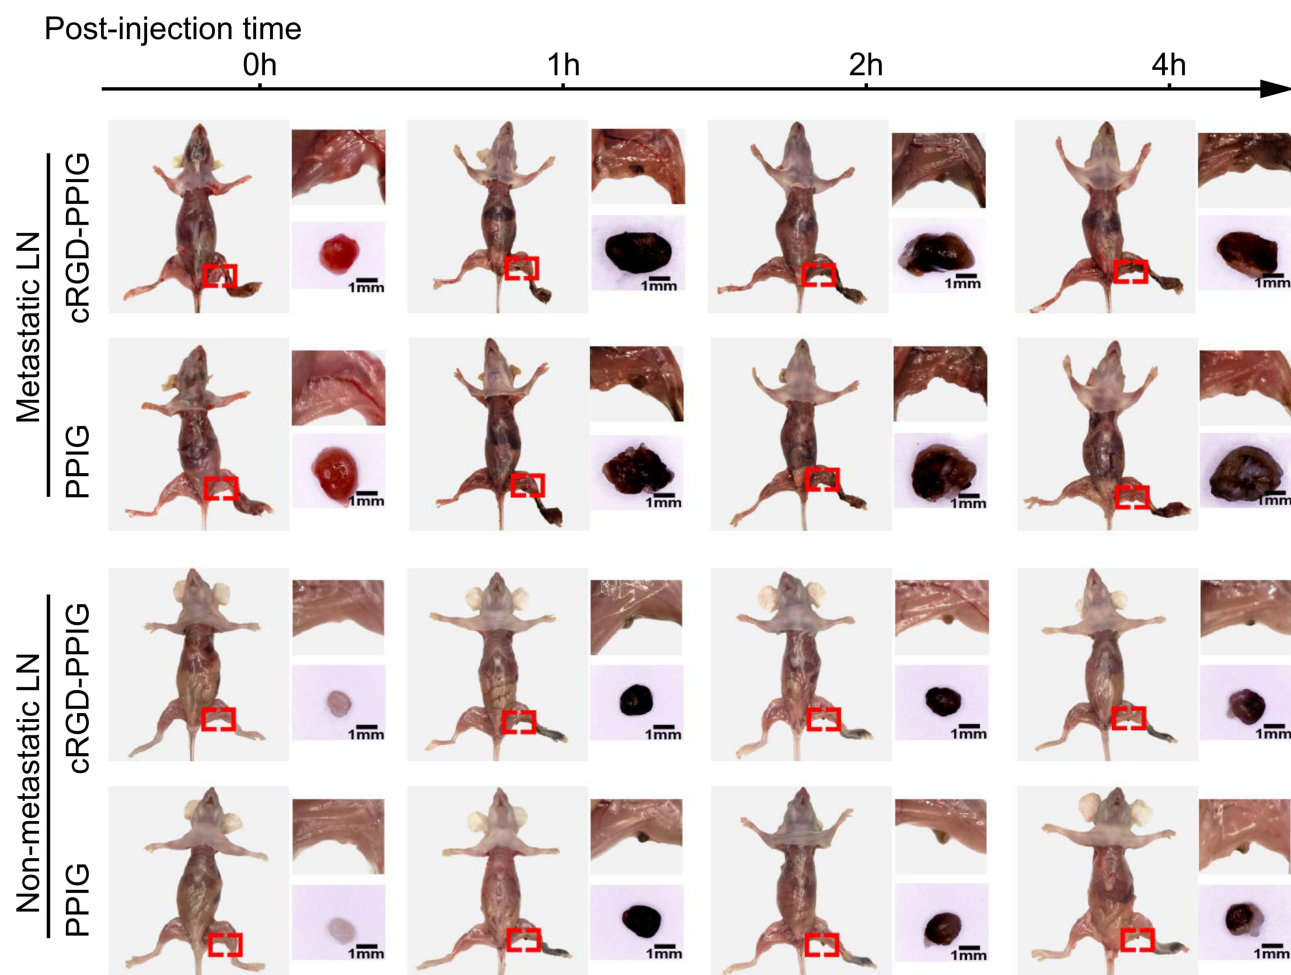 Post-injection time
0h 1h 2h 4h
Metastatic LN
cRGD-PPIG
1mm 1mm 1mm 1mm
PPIG
1mm 1mm 1mm 1mm
Non-metastatic LN
cRGD-PPIG
1mm 1mm 1mm 1mm
PPIG
1mm 1mm 1mm 1mm